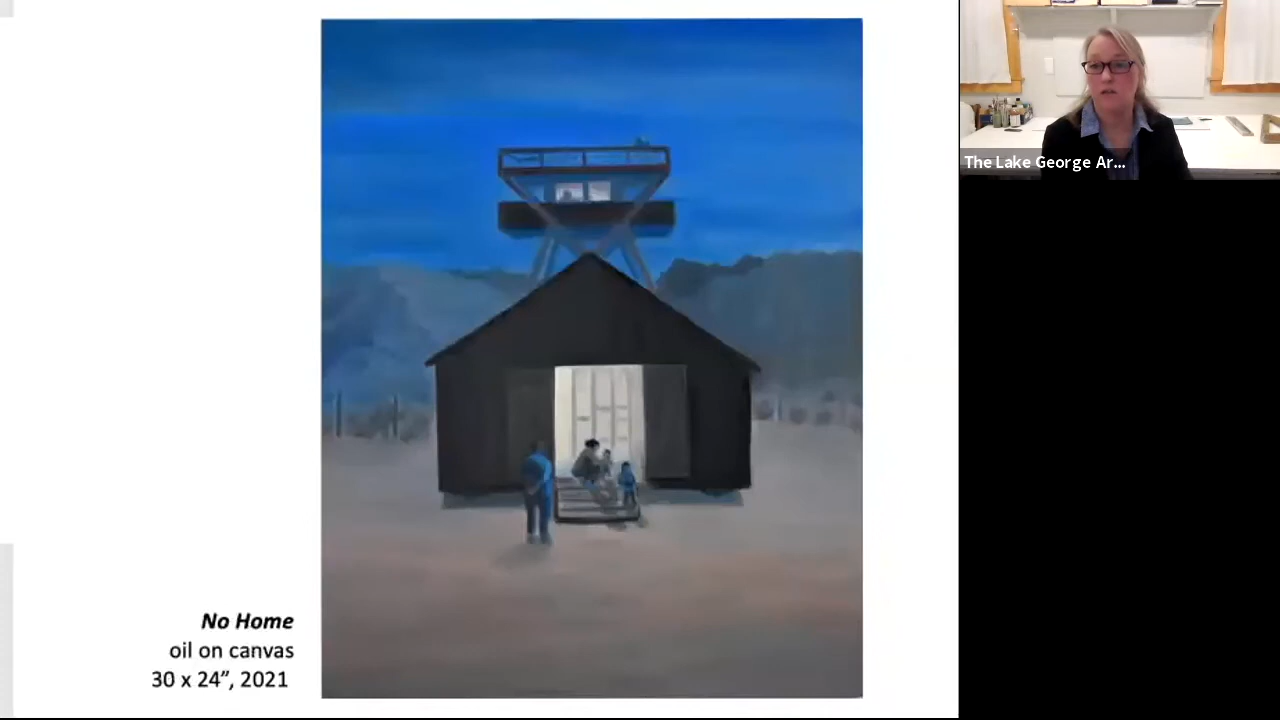 The Lake George Ar...
No Home
oil on canvas
30 x 24”, 2021